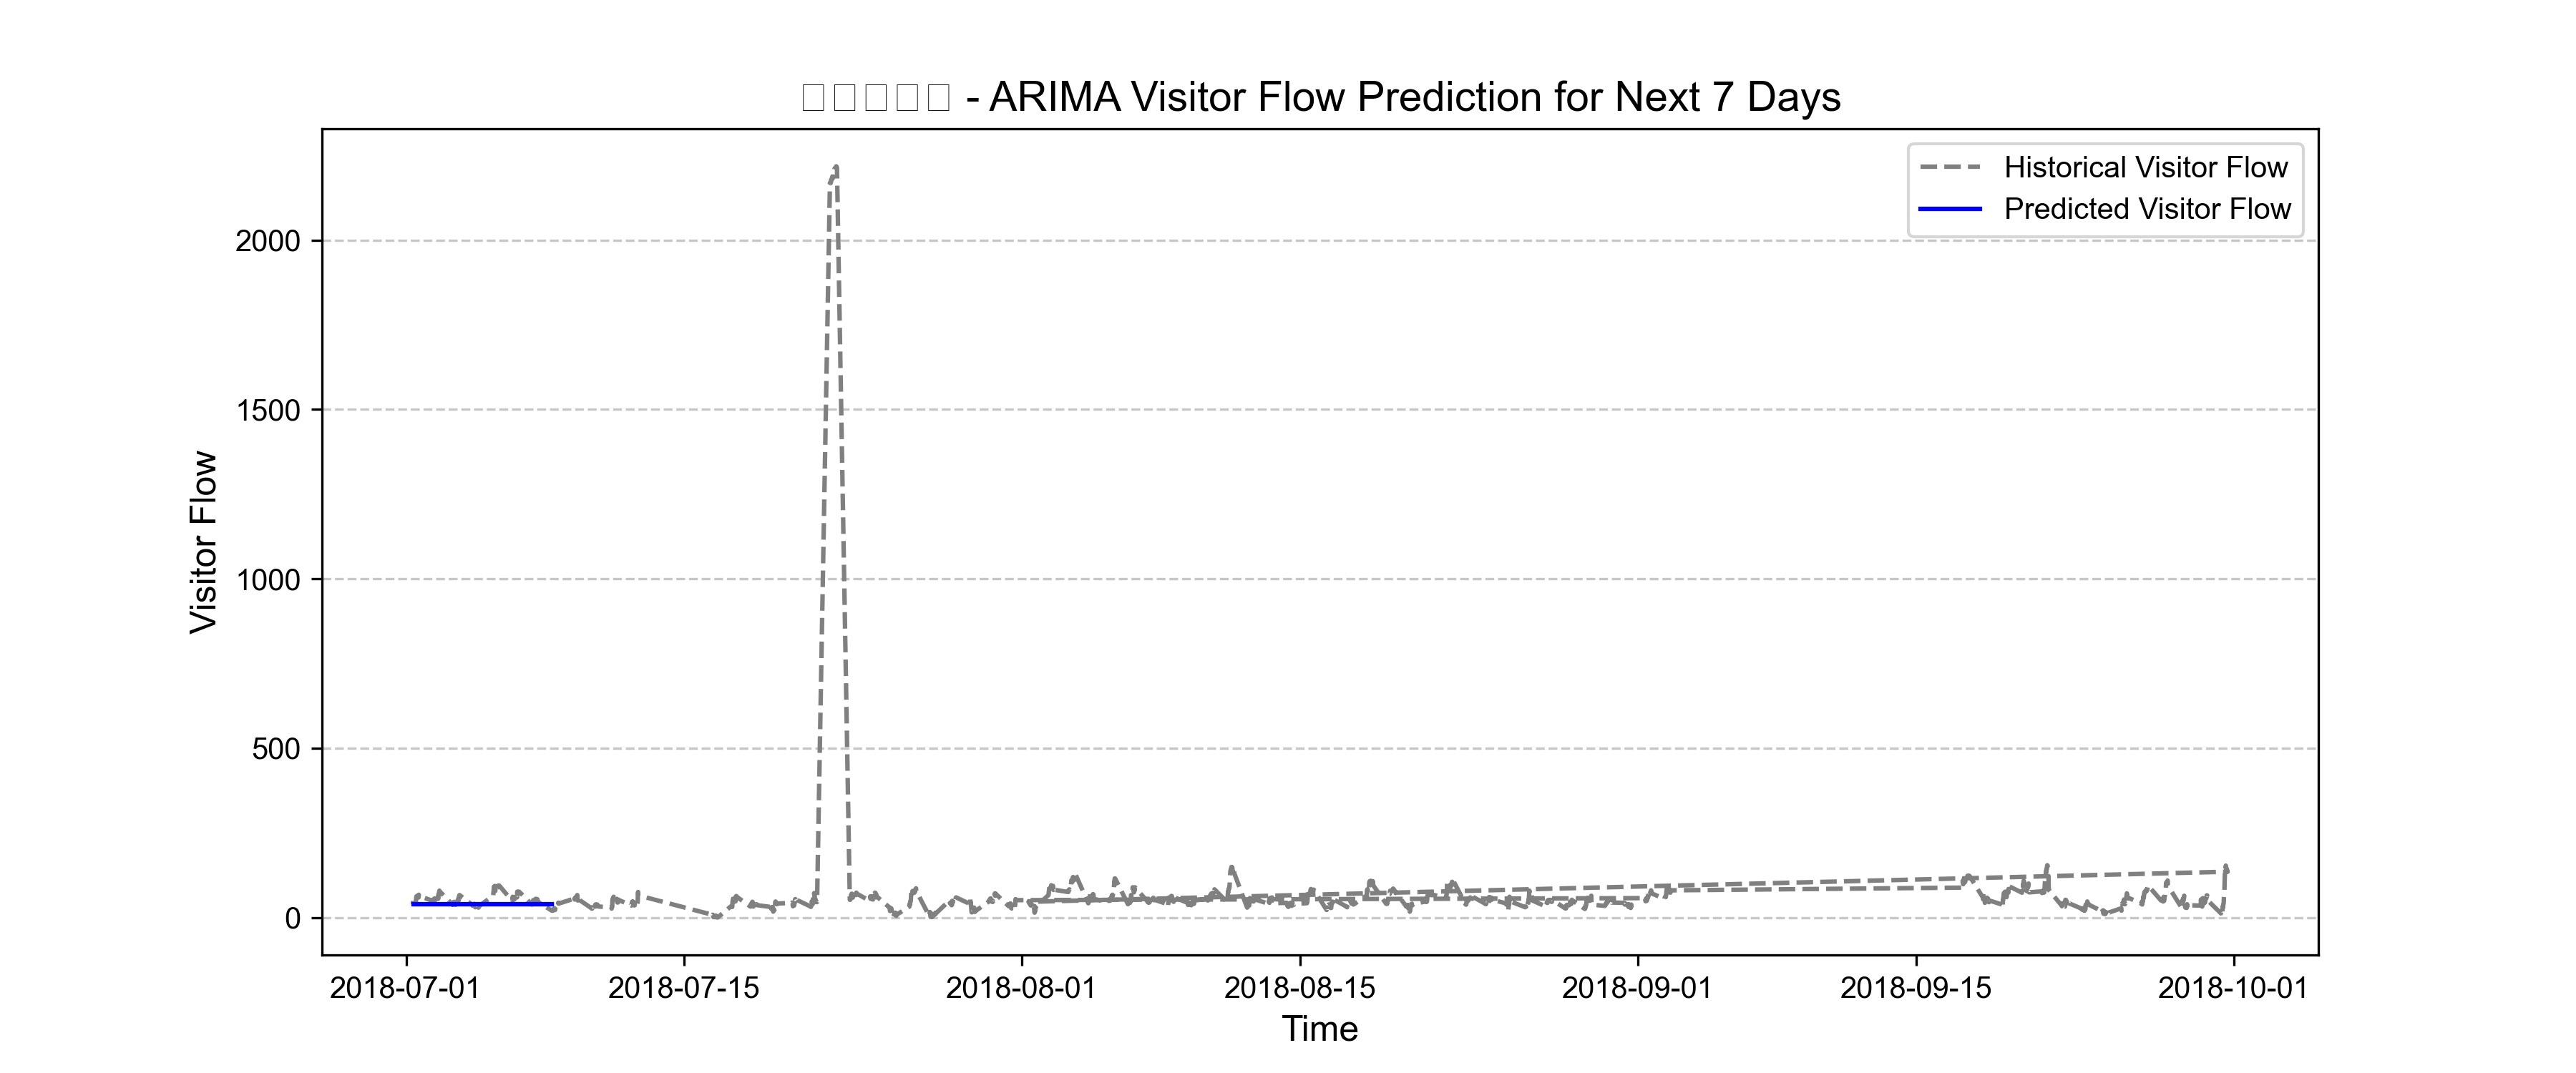 - ARIMA Visitor Flow Prediction for Next 7 Days
Historical Visitor Flow
Predicted Visitor Flow
Visitor Flow
2000
1500
1000
500
0
2018-07-01 2018-07-15 2018-08-01 2018-08-15 2018-09-01 2018-09-15 2018-10-01
Time